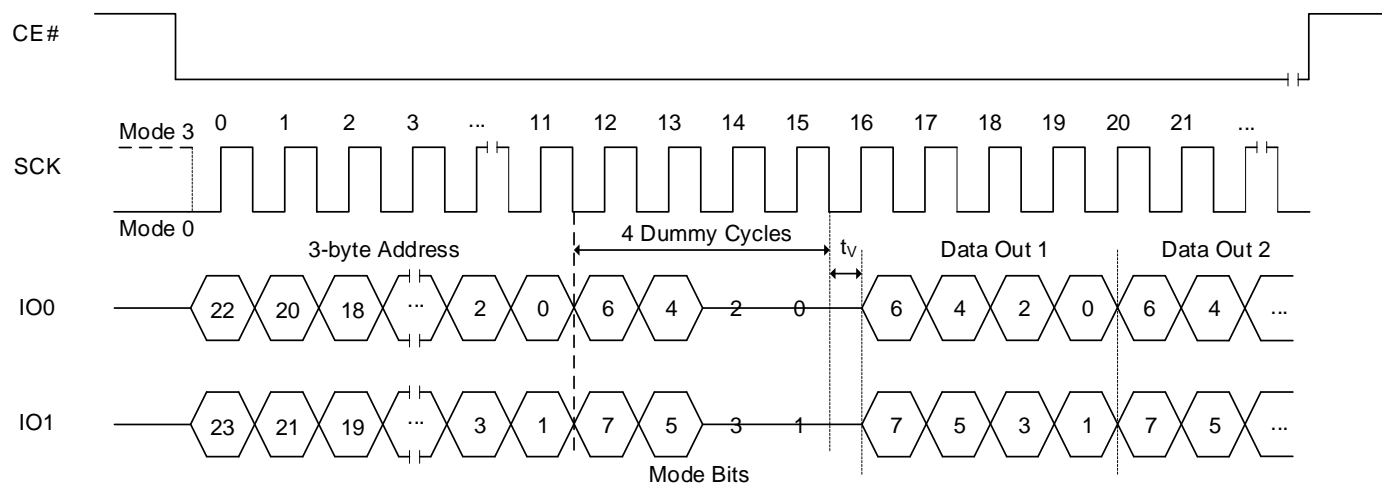 CE#
0 1 2 3 ... 11 12 13 14 15 16 17 18 19 20 21 ...
Mode 3
SCK
Mode 0
3-byte Address 4 Dummy Cycles tV Data Out 1 Data Out 2
IO0 22 20 18 ... 2 0 6 4 2 0 6 4 2 0 6 4 ...
IO1 23 21 19 ... 3 1 7 5 3 1 7 5 3 1 7 5 ...
Mode Bits